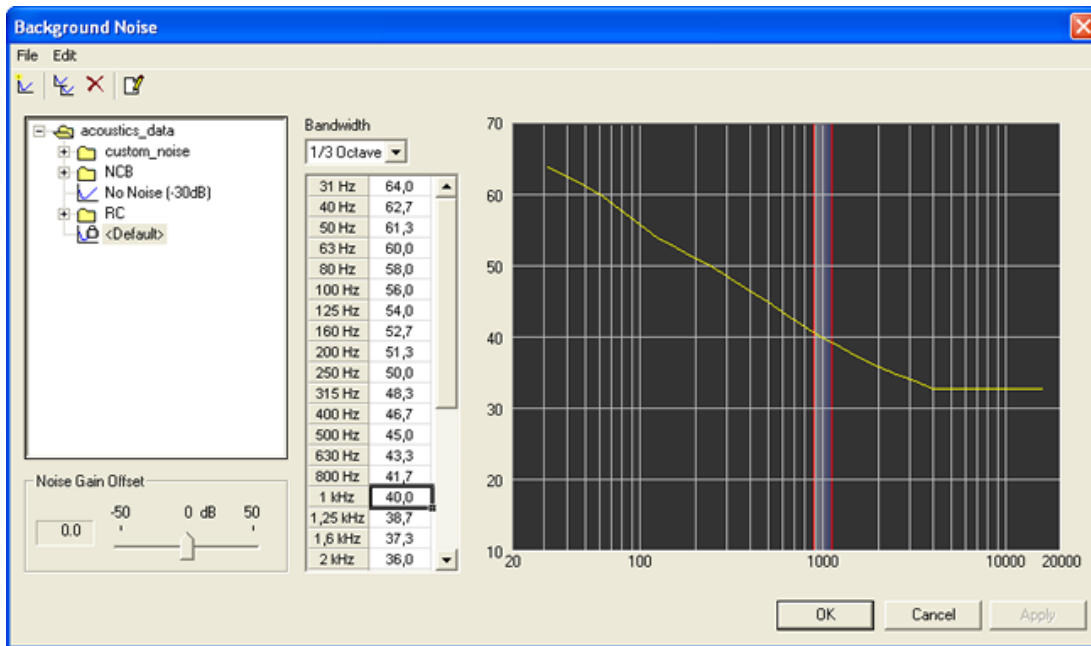 Background Noise
File Edit
acoustics_data
custom_noise
NCB
No Noise (-30dB)
RC
<Default>
Noise Gain Offset
-50 0 dB 50
0.0
Bandwidth
1/3 Octave
31 Hz 64,0
40 Hz 62,7
50 Hz 61,3
63 Hz 60,0
80 Hz 58,0
100 Hz 56,0
125 Hz 54,0
160 Hz 52,7
200 Hz 51,3
250 Hz 50,0
315 Hz 48,3
400 Hz 46,7
500 Hz 45,0
630 Hz 43,3
800 Hz 41,7
1 kHz 40,0
1,25 kHz 38,7
1,6 kHz 37,3
2 kHz 36,0
70
60
50
40
30
20
10
20 100 1000 10000 20000
OK Cancel Apply